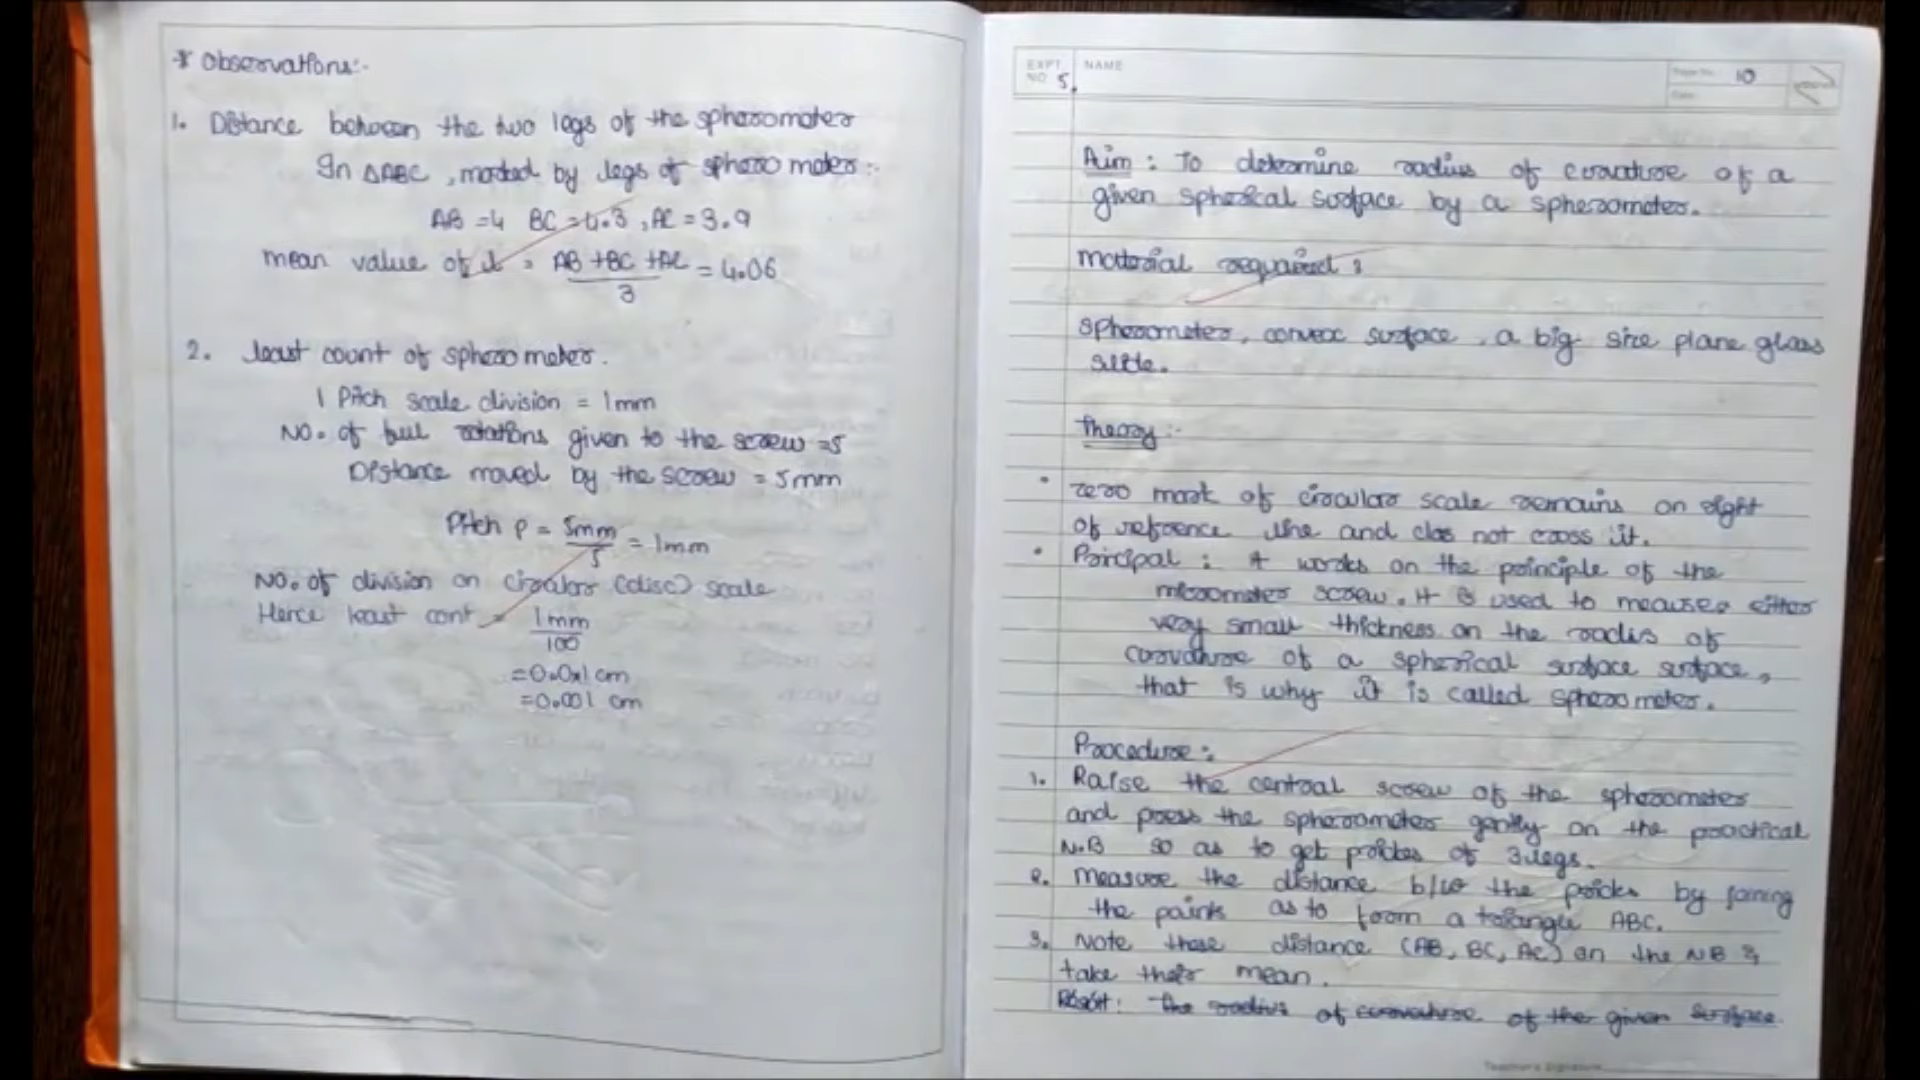 * Observations:-
1. Distance between the two legs of the spherometer
In ΔABC, marked by legs of sphero meter:-
AB = 4 BC = 4.3, AC = 3.9
mean value of l = AB + BC + AC / 3 = 4.06
2. least count of sphero meter.
1 Pitch scale division = 1mm
No. of full rotations given to the screw = 5
Distance moved by the screw = 5mm
Pitch P = 5mm / 5 = 1mm
No. of division on circular (disc) scale
Hence least cont = 1mm / 100
= 0.0x1 cm
= 0.001 cm
EXPT. NO 5. NAME
Page No. 10
Date
Aim : To determine radius of curvature of a
given spherical surface by a spherometer.
material required :
spherometer, convex surface, a big size plane glass
slide.
theory :-
• zero mark of circular scale remains on right
of refrence line and does not cross it.
• Principal : it works on the principle of the
micrometer screw. It is used to measure either
very small thickness on the radius of
curvature of a spherical surface surface,
that is why it is called spherometer.
Procedure :-
1. Raise the central screw of the spherometer
and press the spherometer gently on the practical
N.B so as to get prickes of 3 legs.
2. measure the distance b/w the pricks by joining
the points as to form a triangle ABC.
3. Note these distance (AB, BC, AC) on the NB &
take their mean.
the radius of curvature of the given surface
Teacher's Signature